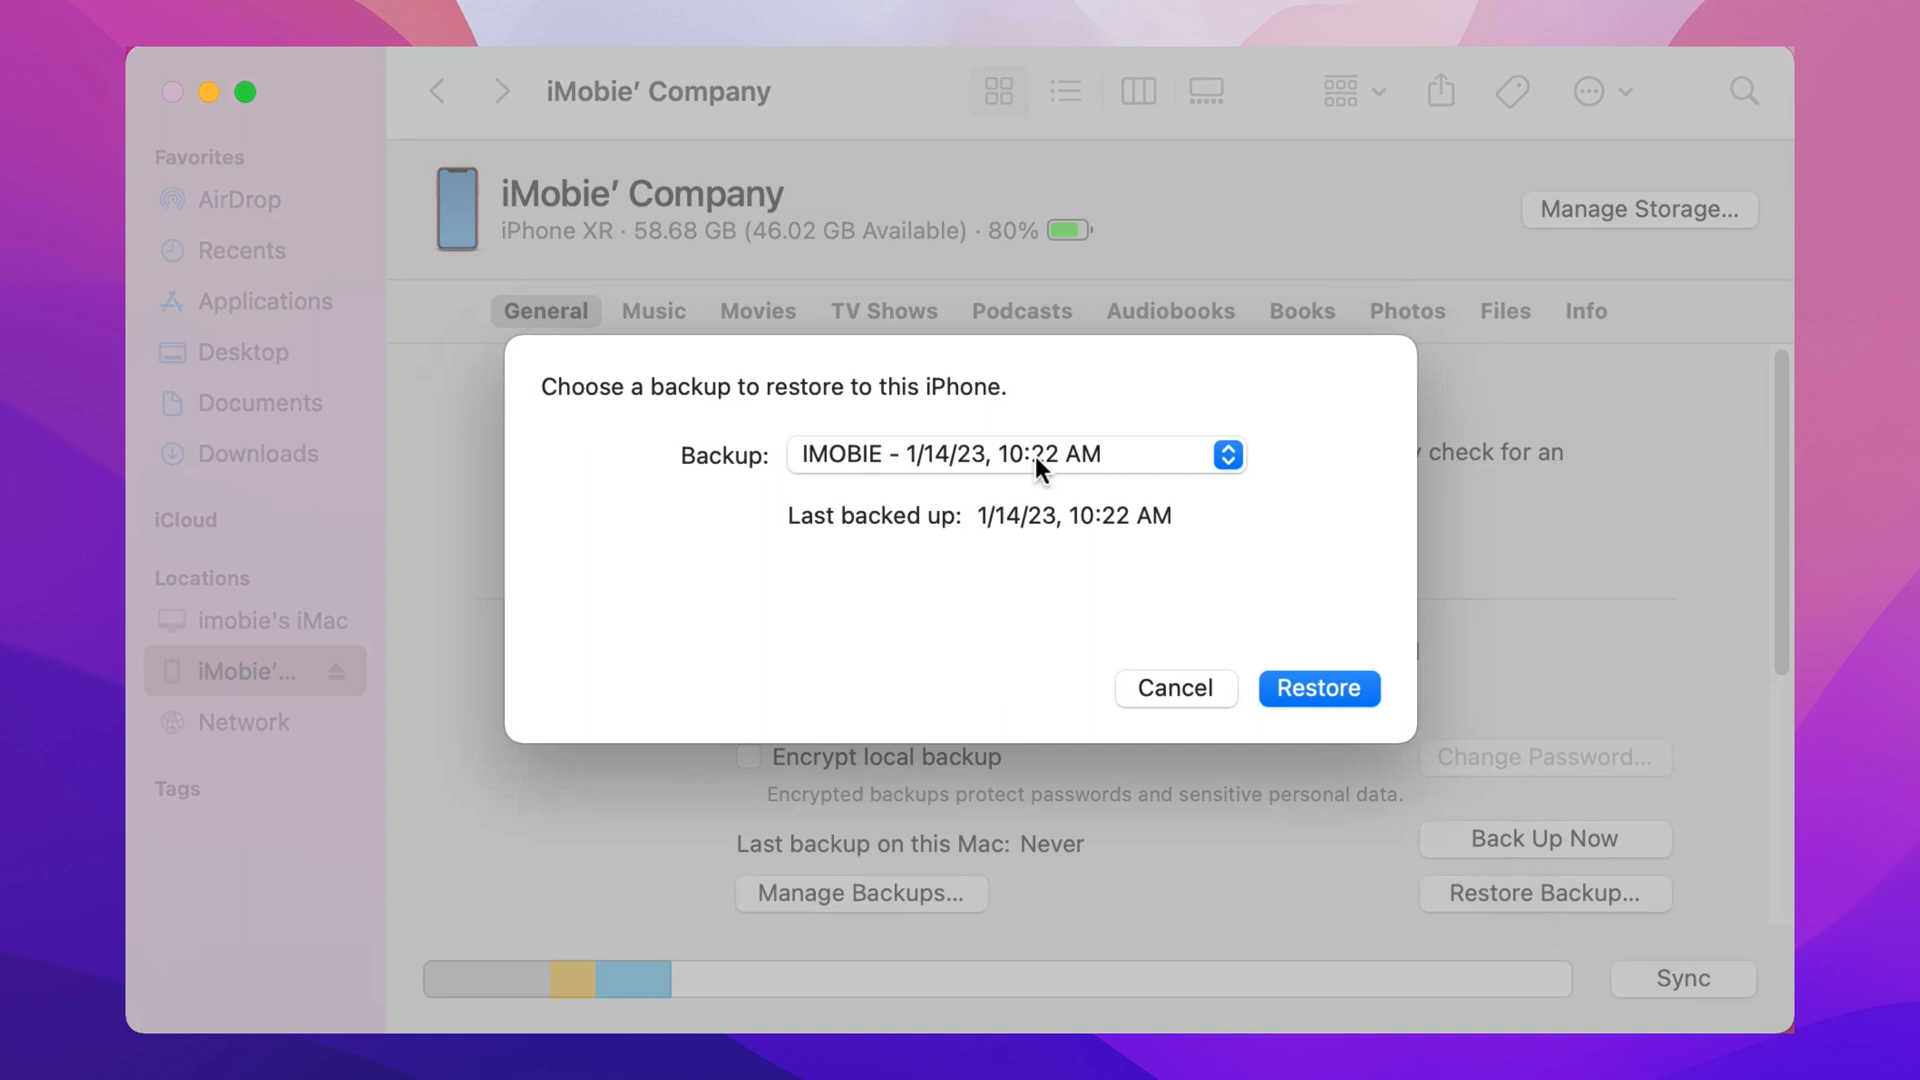 iMobie’ Company
Favorites
AirDrop
Recents
Applications
Desktop
Documents
Downloads
iCloud
Locations
imobie's iMac
iMobie’...
Network
Tags
iMobie’ Company
iPhone XR · 58.68 GB (46.02 GB Available) · 80%
Manage Storage...
General Music Movies TV Shows Podcasts Audiobooks Books Photos Files Info
Choose a backup to restore to this iPhone.
Backup: IMOBIE - 1/14/23, 10:22 AM
check for an
Last backed up: 1/14/23, 10:22 AM
Cancel Restore
Encrypt local backup
Change Password...
Encrypted backups protect passwords and sensitive personal data.
Last backup on this Mac: Never
Back Up Now
Manage Backups...
Restore Backup...
Sync